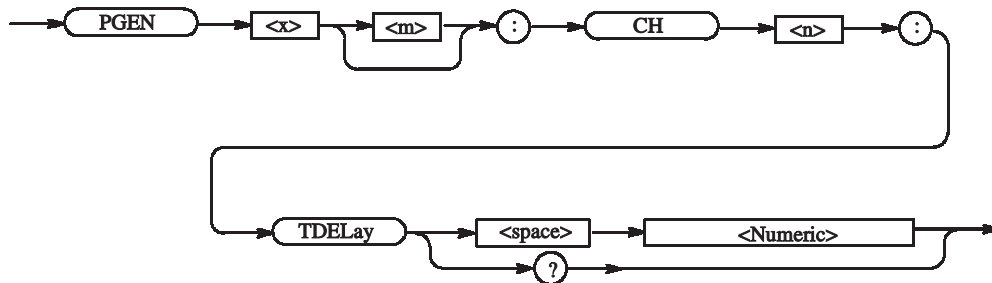 PGEN <x> <m> : CH <n> :
TDELay <space> <Numeric>
?